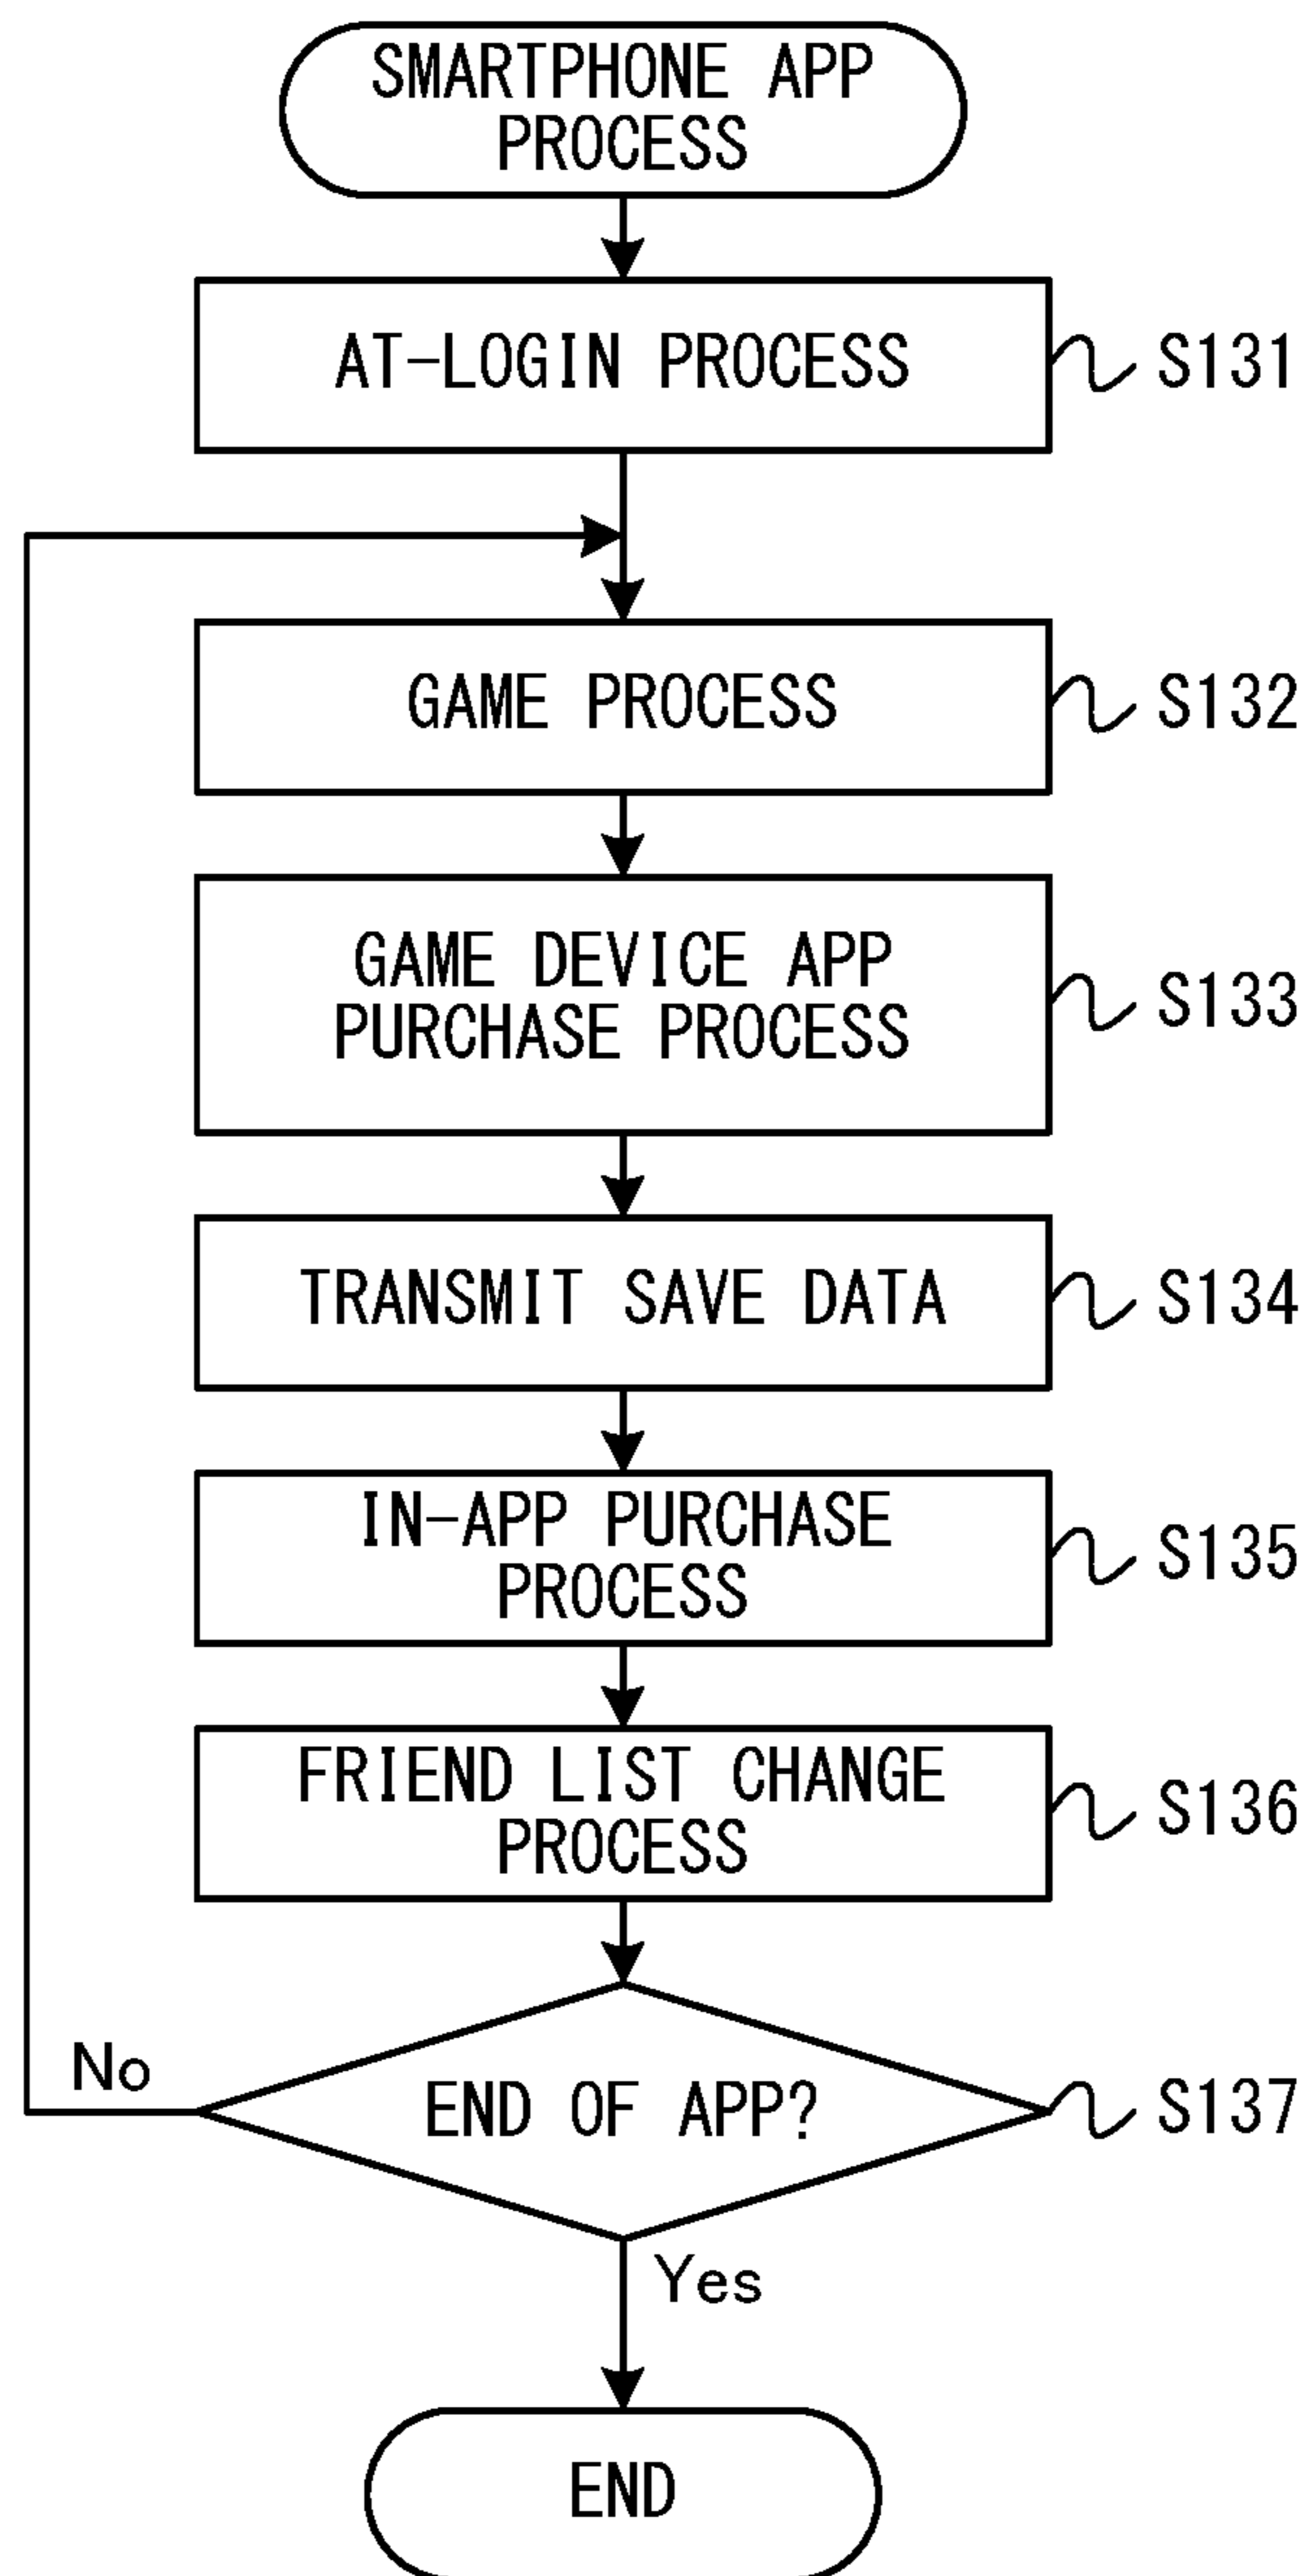 SMARTPHONE APP
PROCESS
AT-LOGIN PROCESS
S131
GAME PROCESS
S132
GAME DEVICE APP
PURCHASE PROCESS
S133
TRANSMIT SAVE DATA
S134
IN-APP PURCHASE
PROCESS
S135
FRIEND LIST CHANGE
PROCESS
S136
No
END OF APP?
S137
Yes
END